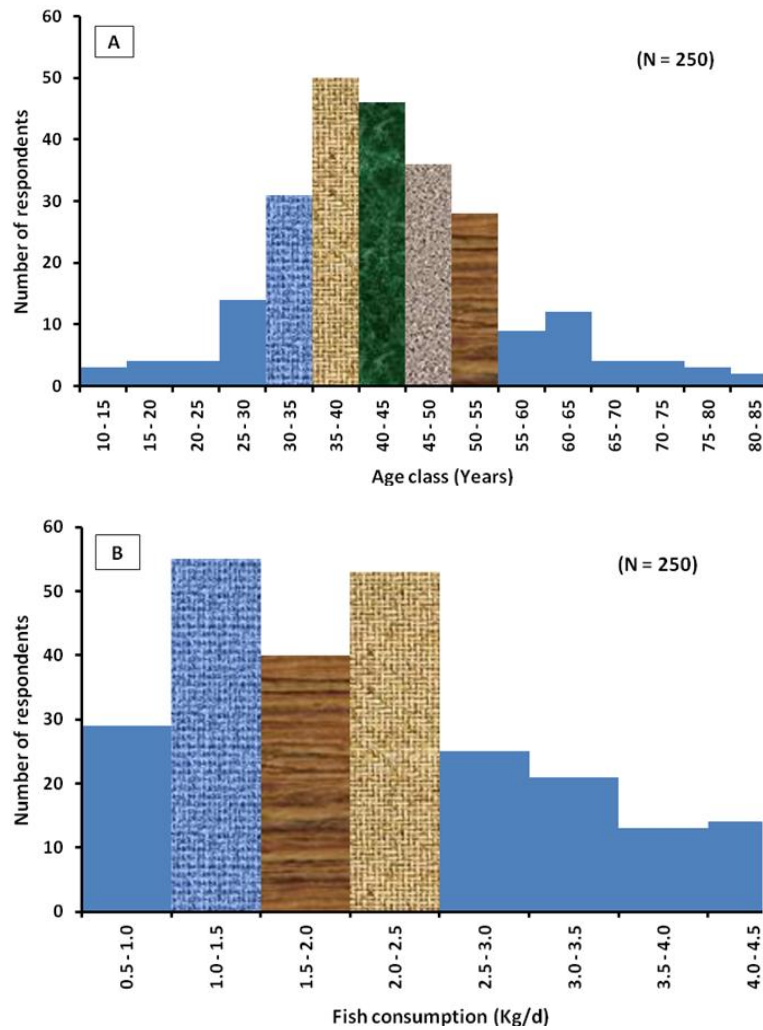 A
(N = 250)
Number of respondents
60
50
40
30
20
10
0
10 - 15
15 - 20
20 - 25
25 - 30
30 - 35
35 - 40
40 - 45
45 - 50
50 - 55
55 - 60
60 - 65
65 - 70
70 - 75
75 - 80
80 - 85
Age class (Years)
B
(N = 250)
Number of respondents
60
50
40
30
20
10
0
0.5 - 1.0
1.0 - 1.5
1.5 - 2.0
2.0 - 2.5
2.5 - 3.0
3.0 - 3.5
3.5 - 4.0
4.0 - 4.5
Fish consumption (Kg/d)